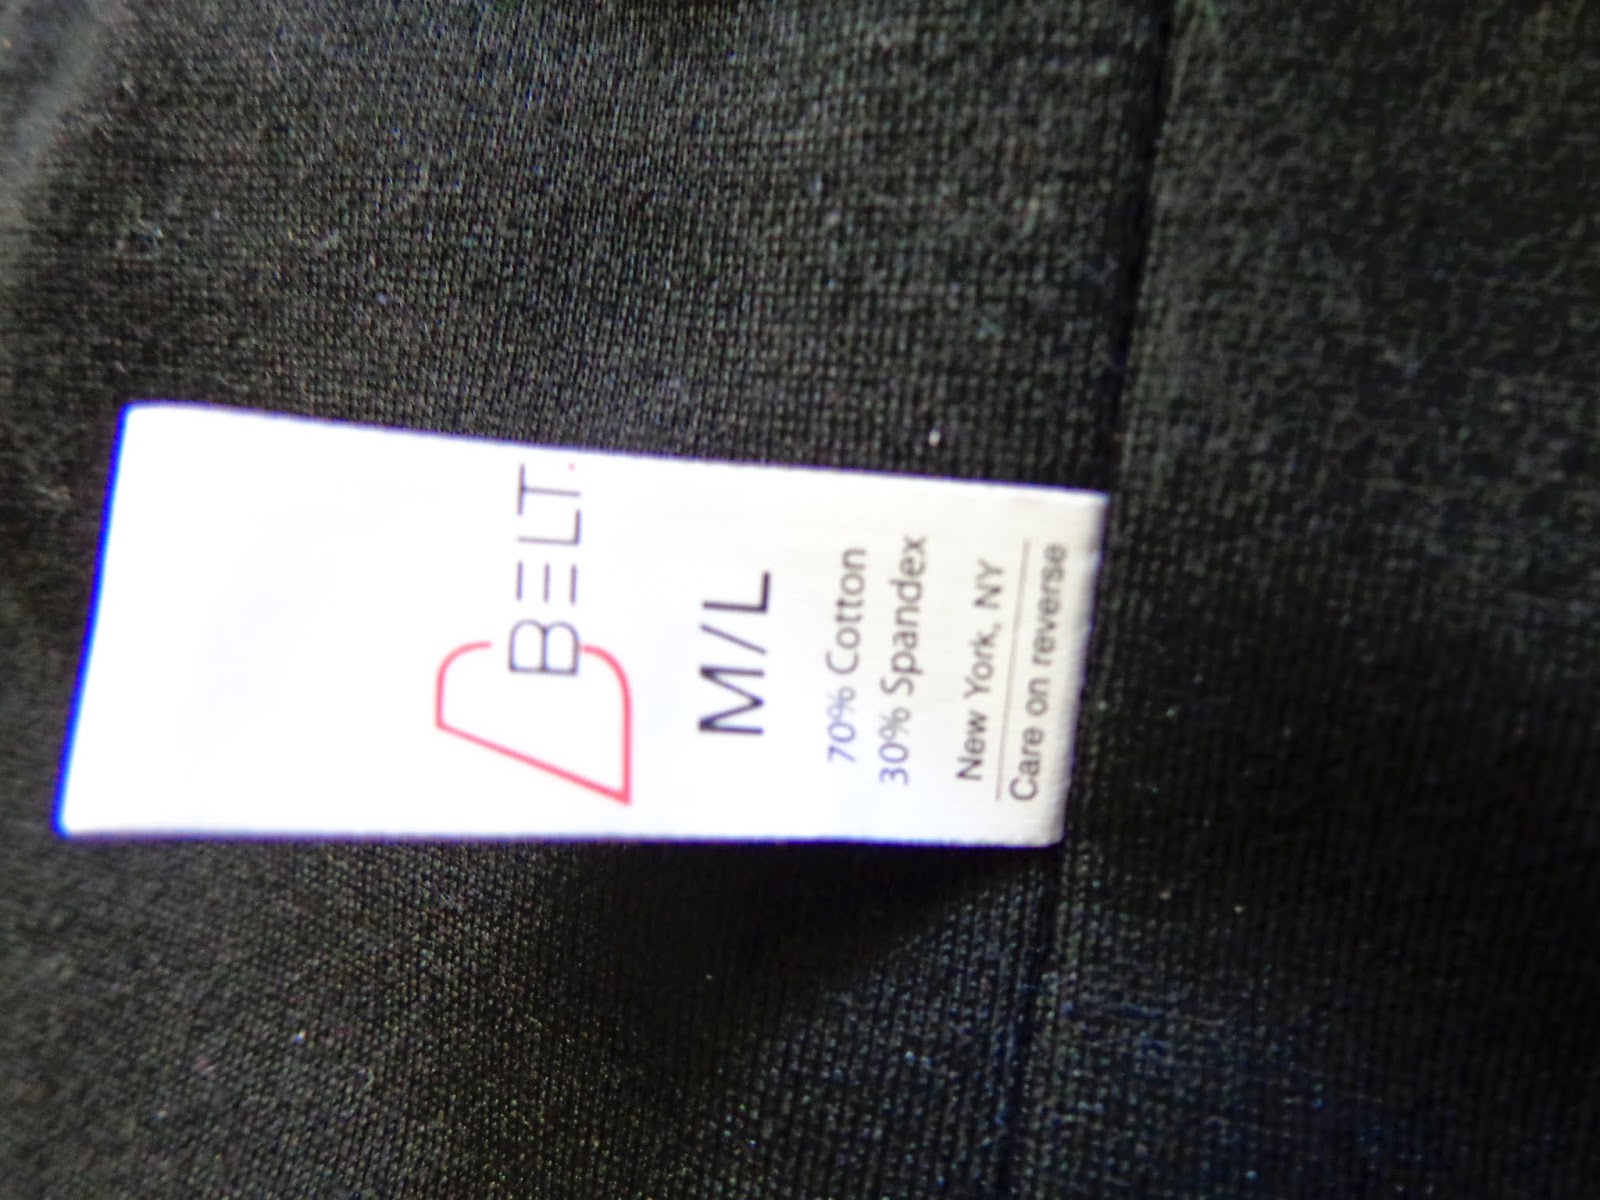 BELT.
M/L
70% Cotton
30% Spandex
New York, NY
Care on reverse